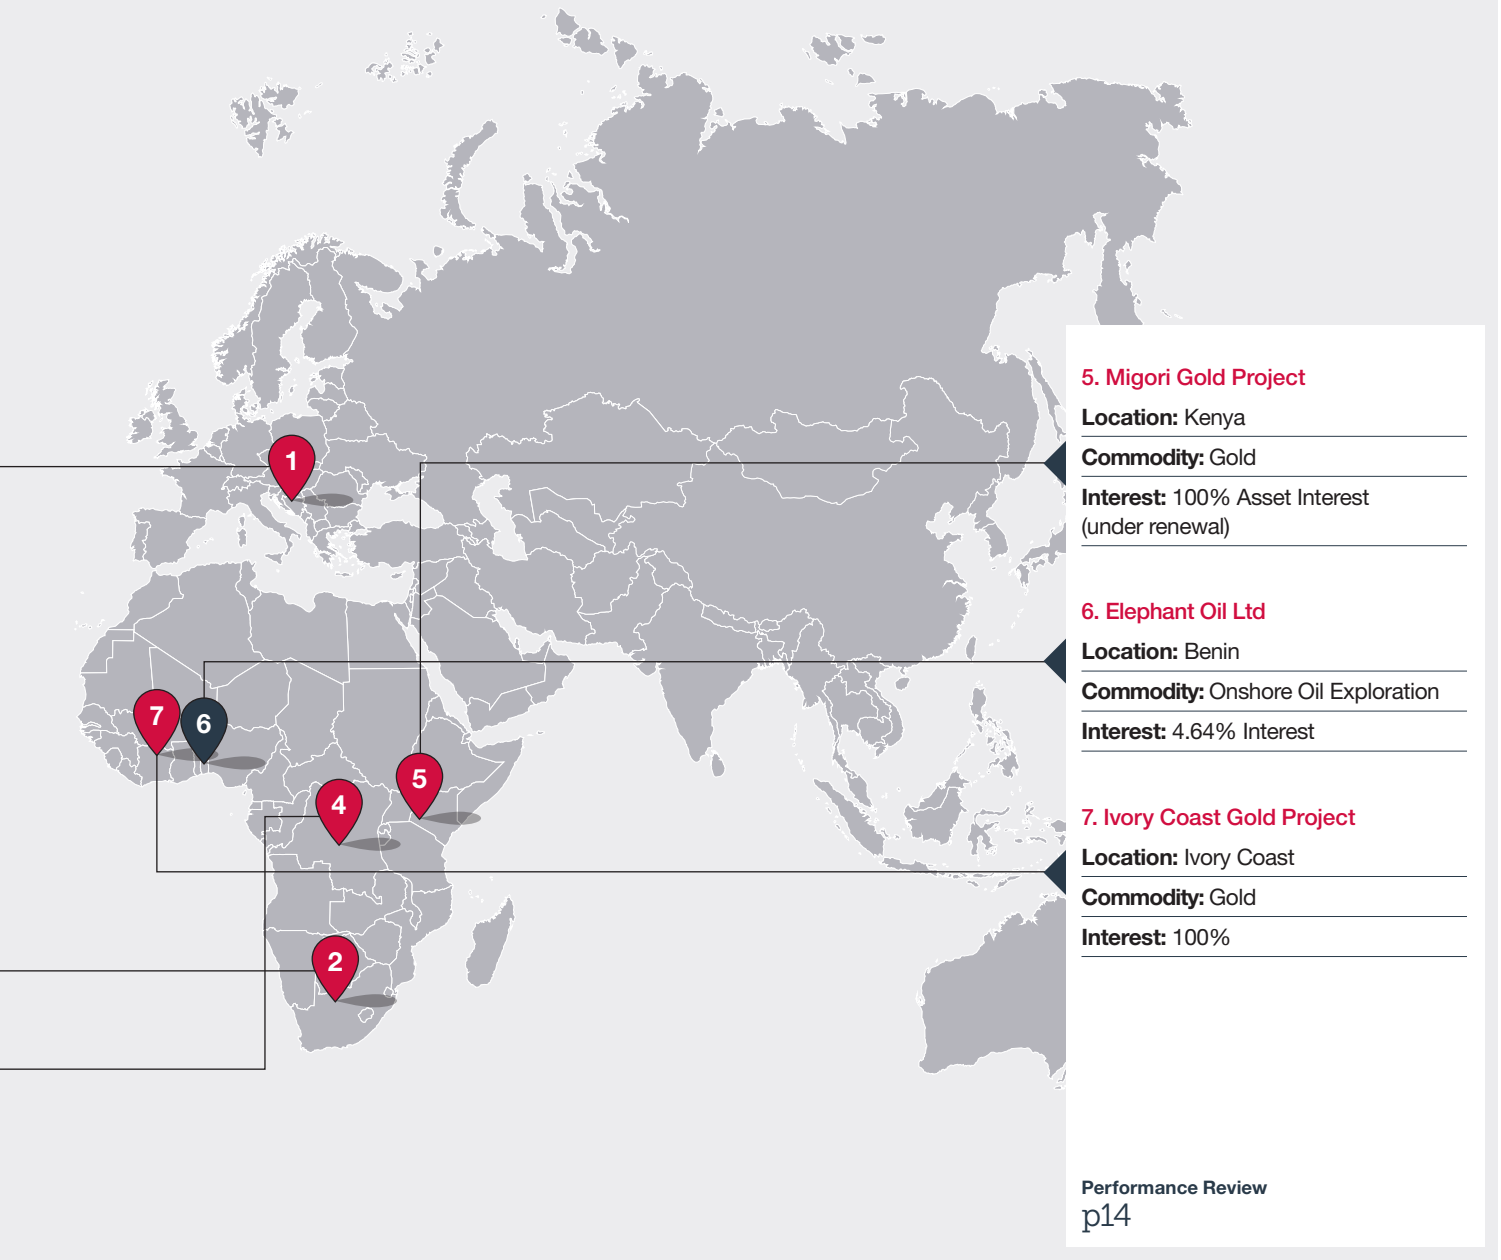 1
7
6
5
4
2
5. Migori Gold Project
Location: Kenya
Commodity: Gold
Interest: 100% Asset Interest
(under renewal)
6. Elephant Oil Ltd
Location: Benin
Commodity: Onshore Oil Exploration
Interest: 4.64% Interest
7. Ivory Coast Gold Project
Location: Ivory Coast
Commodity: Gold
Interest: 100%
Performance Review
p14